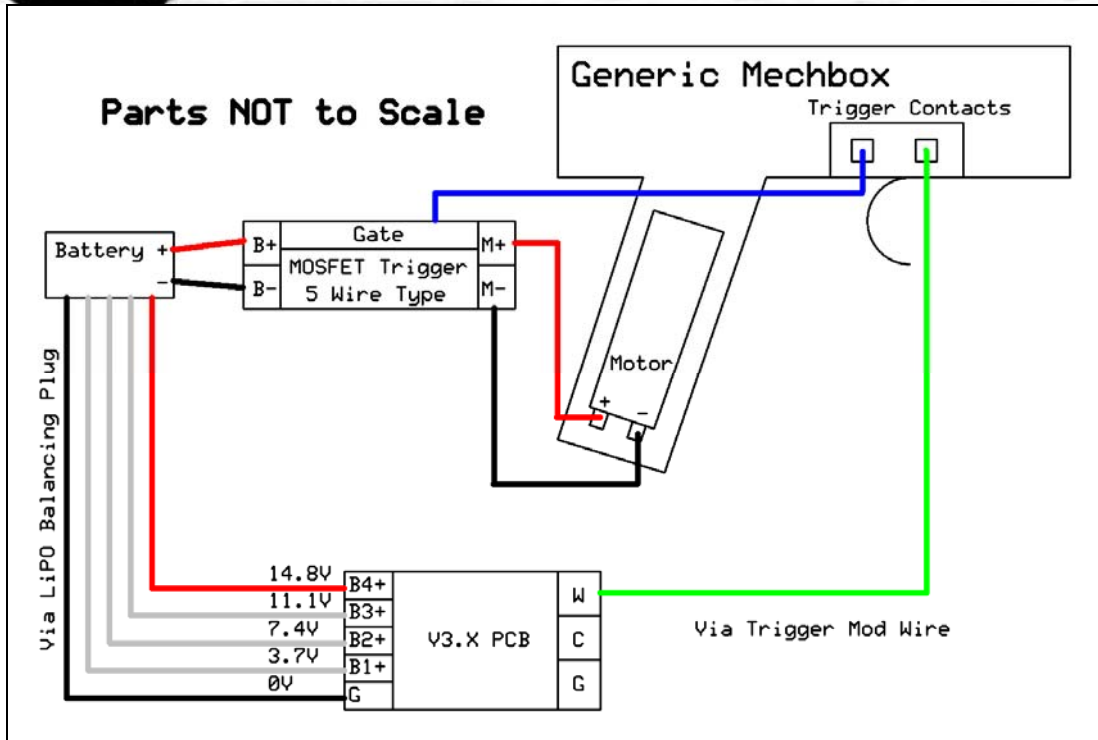 Generic Mechbox
Parts NOT to Scale
Trigger Contacts
Battery +
-
B+
Gate
M+
MOSFET Trigger
5 Wire Type
B-
M-
Motor
+
-
Via LiPO Balancing Plug
14.8V
11.1V
7.4V
3.7V
0V
B4+
B3+
B2+
B1+
G
V3.X PCB
W
C
G
Via Trigger Mod Wire